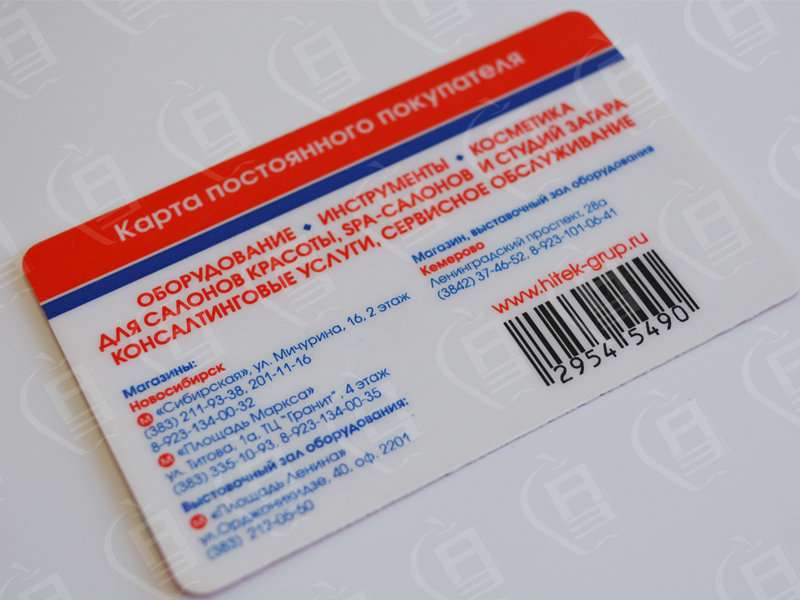 Карта постоянного покупателя
ОБОРУДОВАНИЕ • ИНСТРУМЕНТЫ • КОСМЕТИКА
ДЛЯ САЛОНОВ КРАСОТЫ, SPA-САЛОНОВ И СТУДИЙ ЗАГАРА
КОНСАЛТИНГОВЫЕ УСЛУГИ, СЕРВИСНОЕ ОБСЛУЖИВАНИЕ
Магазины:
Новосибирск
М «Сибирская», ул. Мичурина, 16, 2 этаж
(383) 211-93-38, 201-11-16
8-923-134-00-32
М «Площадь Маркса»
ул. Титова, 1а, ТЦ "Гранит", 4 этаж
(383) 335-10-93, 8-923-134-00-35
Выставочный зал оборудования:
М «Площадь Ленина»
ул. Орджоникидзе, 40, оф. 2201
(383) 212-06-50
Магазин, выставочный зал оборудования
Кемерово
Ленинградский проспект, 28а
(3842) 37-46-52, 8-923-101-06-41
www.hitek-grup.ru
2954 5490